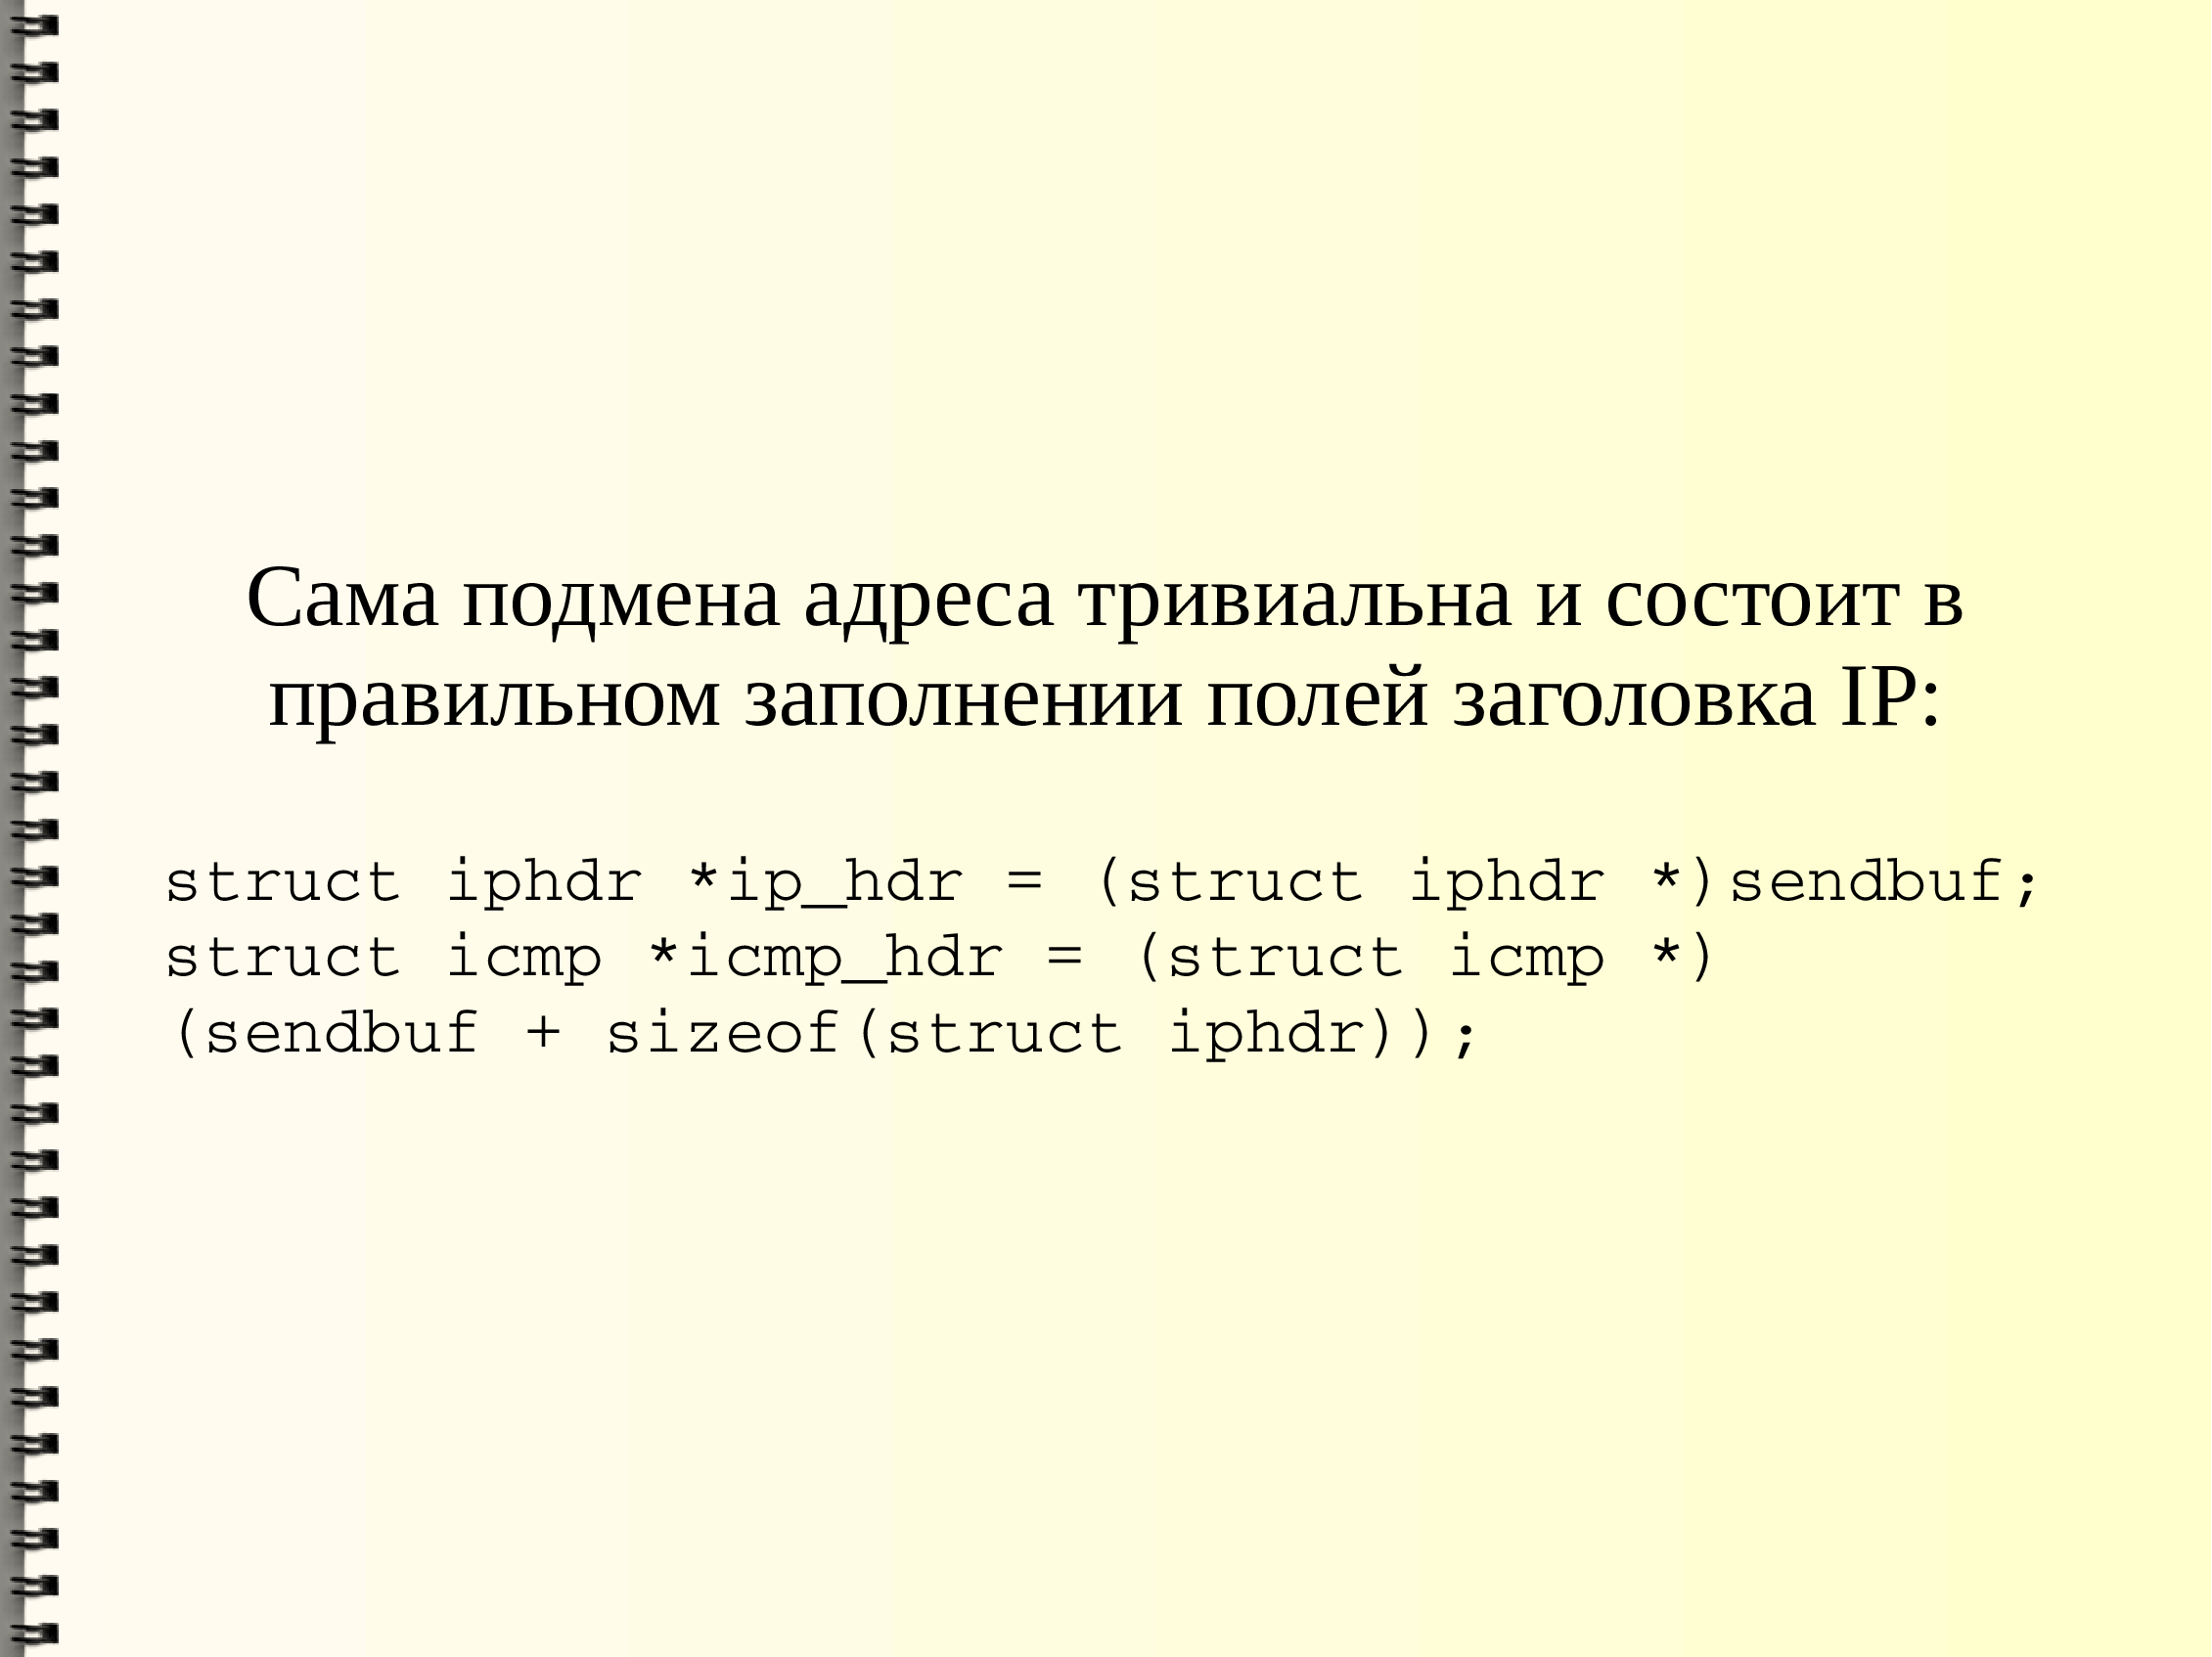 Сама подмена адреса тривиальна и состоит в
правильном заполнении полей заголовка IP:
struct iphdr *ip_hdr = (struct iphdr *)sendbuf;
struct icmp *icmp_hdr = (struct icmp *)
(sendbuf + sizeof(struct iphdr));